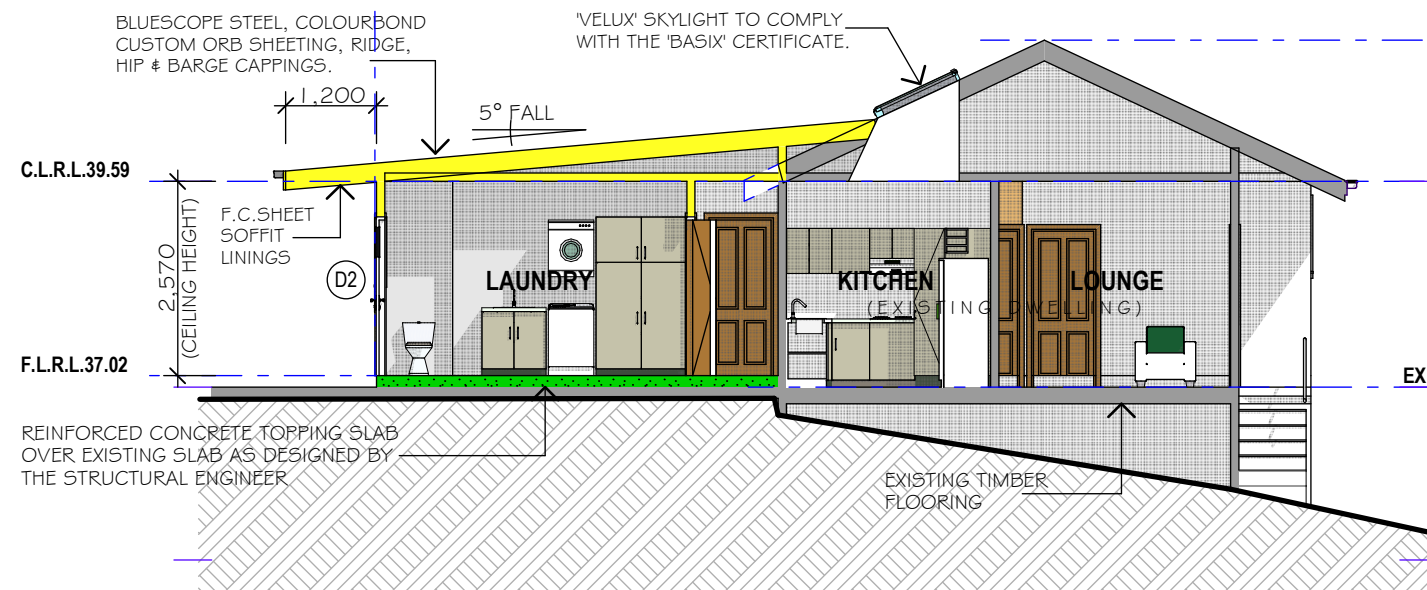 BLUESCOPE STEEL, COLOURBOND
CUSTOM ORB SHEETING, RIDGE,
HIP & BARGE CAPPINGS.
'VELUX' SKYLIGHT TO COMPLY
WITH THE 'BASIX' CERTIFICATE.
1,200
5° FALL
C.L.R.L.39.59
F.C.SHEET
SOFFIT
LININGS
2,570
(CEILING HEIGHT)
D2
LAUNDRY
KITCHEN
LOUNGE
(EXISTING DWELLING)
F.L.R.L.37.02
EX
REINFORCED CONCRETE TOPPING SLAB
OVER EXISTING SLAB AS DESIGNED BY
THE STRUCTURAL ENGINEER
EXISTING TIMBER
FLOORING